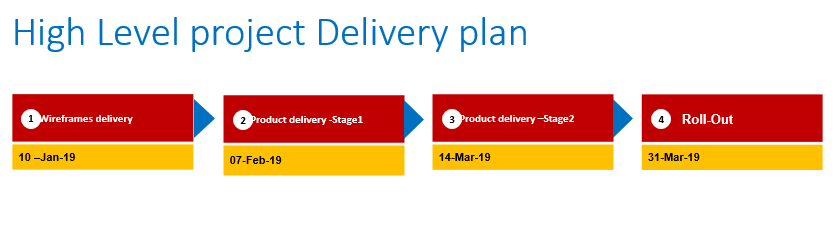 High Level project Delivery plan
1 Wireframes delivery
10 –Jan-19
2 Product delivery -Stage1
07-Feb-19
3 Product delivery –Stage2
14-Mar-19
4 Roll-Out
31-Mar-19